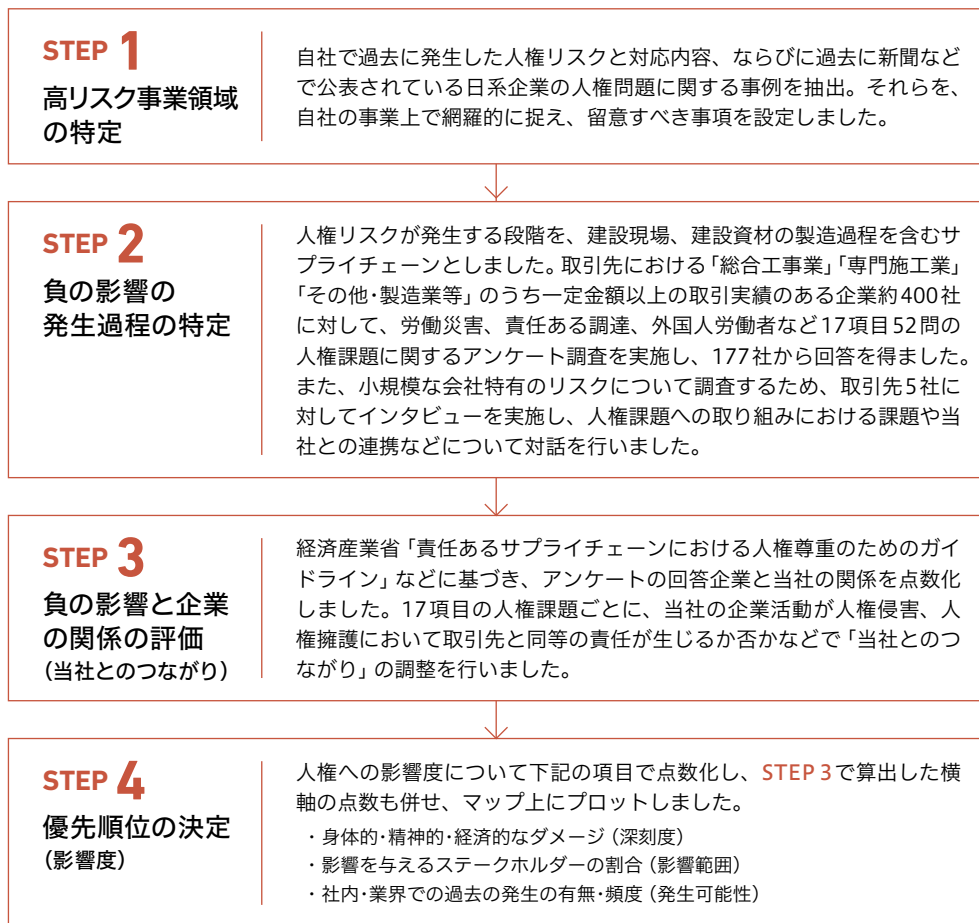 STEP 1
高リスク事業領域
の特定
自社で過去に発生した人権リスクと対応内容、ならびに過去に新聞など
で公表されている日系企業の人権問題に関する事例を抽出。それらを、
自社の事業上で網羅的に捉え、留意すべき事項を設定しました。
STEP 2
負の影響の
発生過程の特定
人権リスクが発生する段階を、建設現場、建設資材の製造過程を含むサ
プライチェーンとしました。取引先における「総合工事業」「専門施工業」
「その他・製造業等」のうち一定金額以上の取引実績のある企業約400社
に対して、労働災害、責任ある調達、外国人労働者など17項目52問の
人権課題に関するアンケート調査を実施し、177社から回答を得ました。
また、小規模な会社特有のリスクについて調査するため、取引先5社に
対してインタビューを実施し、人権課題への取り組みにおける課題や当
社との連携などについて対話を行いました。
STEP 3
負の影響と企業
の関係の評価
(当社とのつながり)
経済産業省「責任あるサプライチェーンにおける人権尊重のためのガイ
ドライン」などに基づき、アンケートの回答企業と当社の関係を点数化
しました。17項目の人権課題ごとに、当社の企業活動が人権侵害、人
権擁護において取引先と同等の責任が生じるか否かなどで「当社とのつ
ながり」の調整を行いました。
STEP 4
優先順位の決定
(影響度)
人権への影響度について下記の項目で点数化し、STEP 3で算出した横
軸の点数も併せ、マップ上にプロットしました。
・身体的・精神的・経済的なダメージ(深刻度)
・影響を与えるステークホルダーの割合(影響範囲)
・社内・業界での過去の発生の有無・頻度(発生可能性)